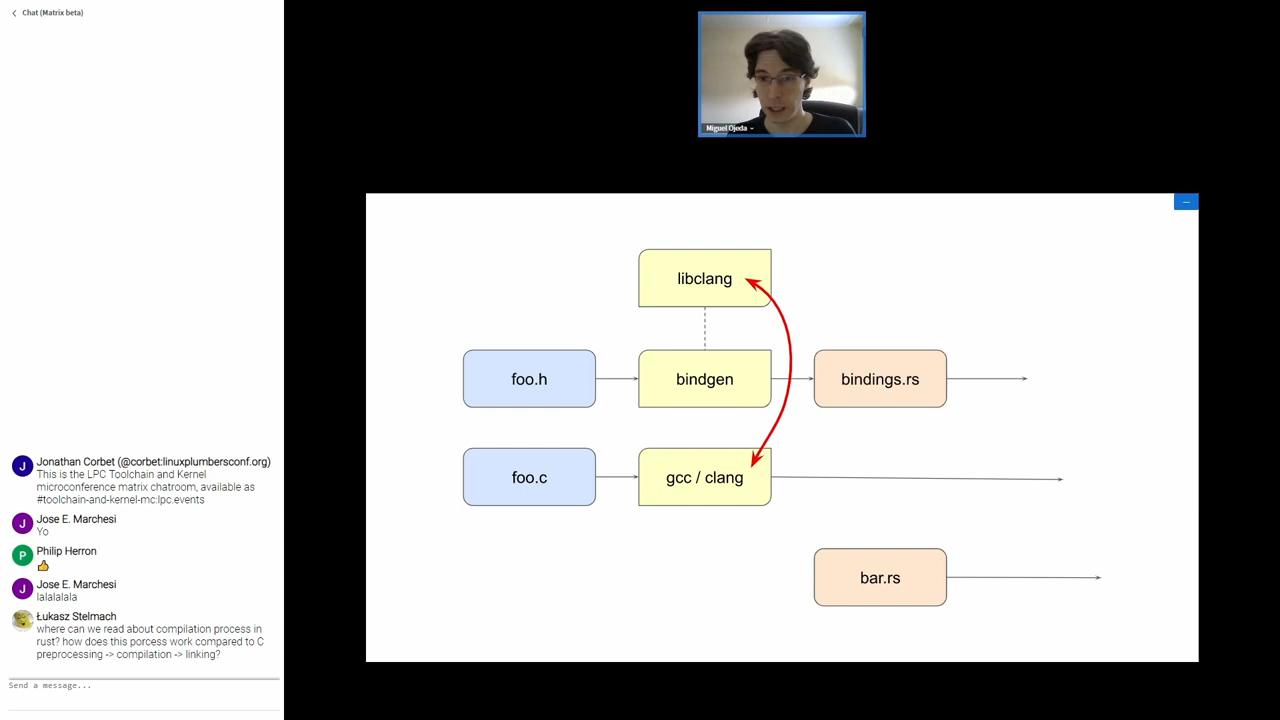 Chat (Matrix beta)
Jonathan Corbet (@corbet:linuxplumbersconf.org)
This is the LPC Toolchain and Kernel
microconference matrix chatroom, available as
#toolchain-and-kernel-mc:lpc.events
J
Jose E. Marchesi
J
Yo
Philip Herron
P
Jose E. Marchesi
J
lalalalala
Łukasz Stelmach
where can we read about compilation process in
rust? how does this porcess work compared to C
preprocessing -> compilation -> linking?
Send a message...
Miguel Ojeda
libclang
foo.h
bindgen
bindings.rs
foo.c
gcc / clang
bar.rs